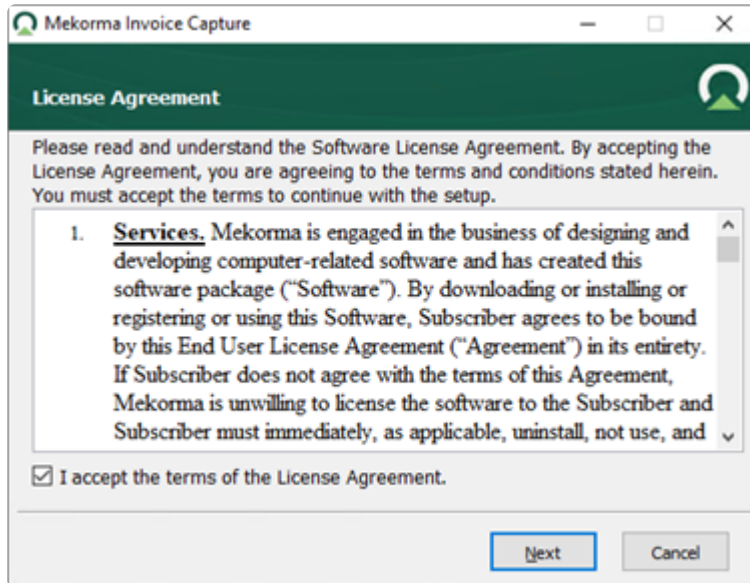 Mekorma Invoice Capture
License Agreement
Please read and understand the Software License Agreement. By accepting the
License Agreement, you are agreeing to the terms and conditions stated herein.
You must accept the terms to continue with the setup.
1. Services. Mekorma is engaged in the business of designing and
developing computer-related software and has created this
software package (“Software”). By downloading or installing or
registering or using this Software, Subscriber agrees to be bound
by this End User License Agreement (“Agreement”) in its entirety.
If Subscriber does not agree with the terms of this Agreement,
Mekorma is unwilling to license the software to the Subscriber and
Subscriber must immediately, as applicable, uninstall, not use, and
I accept the terms of the License Agreement.
Next Cancel